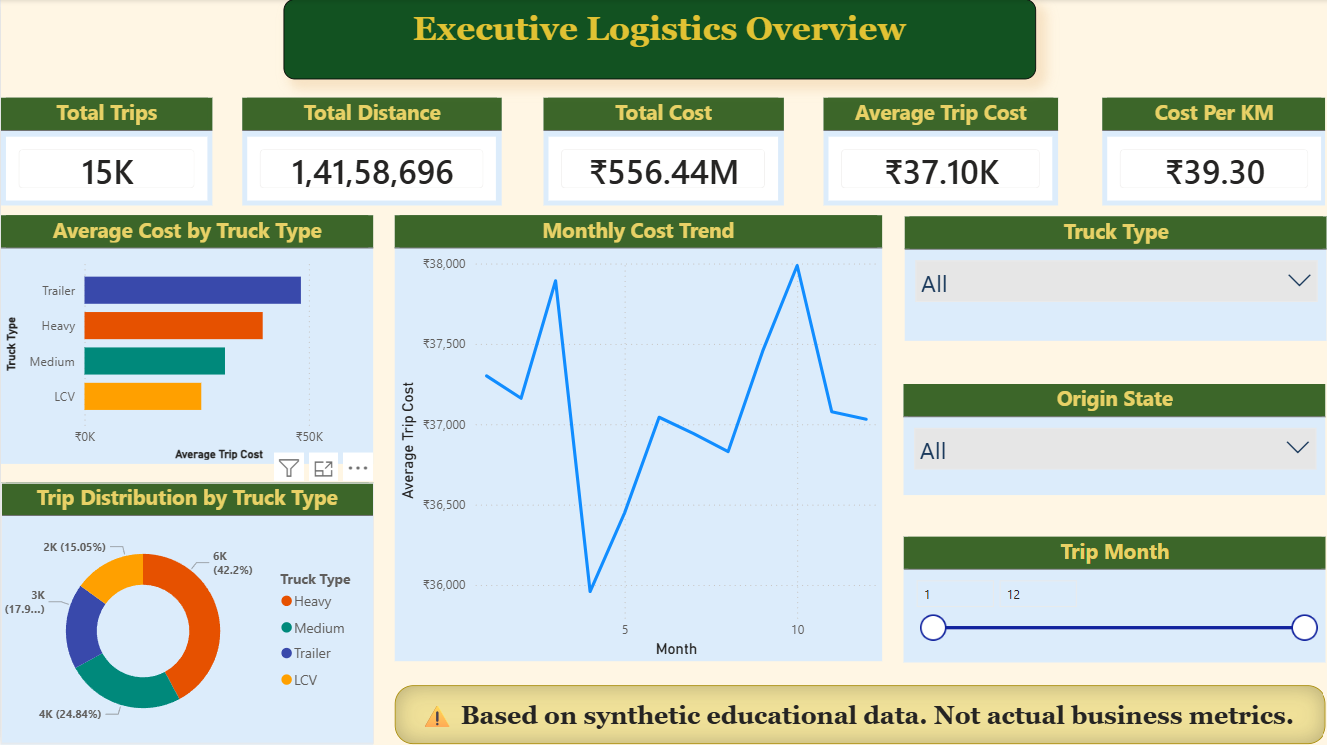 Executive Logistics Overview
Total Trips
15K
Total Distance
1,41,58,696
Total Cost
₹556.44M
Average Trip Cost
₹37.10K
Cost Per KM
₹39.30
Average Cost by Truck Type
Truck Type
Trailer
Heavy
Medium
LCV
₹0K
₹50K
Average Trip Cost
Trip Distribution by Truck Type
2K (15.05%)
6K
(42.2%)
3K
(17.9...)
4K (24.84%)
Truck Type
Heavy
Medium
Trailer
LCV
Monthly Cost Trend
Average Trip Cost
₹38,000
₹37,500
₹37,000
₹36,500
₹36,000
5
10
Month
Truck Type
All
Origin State
All
Trip Month
1
12
Based on synthetic educational data. Not actual business metrics.